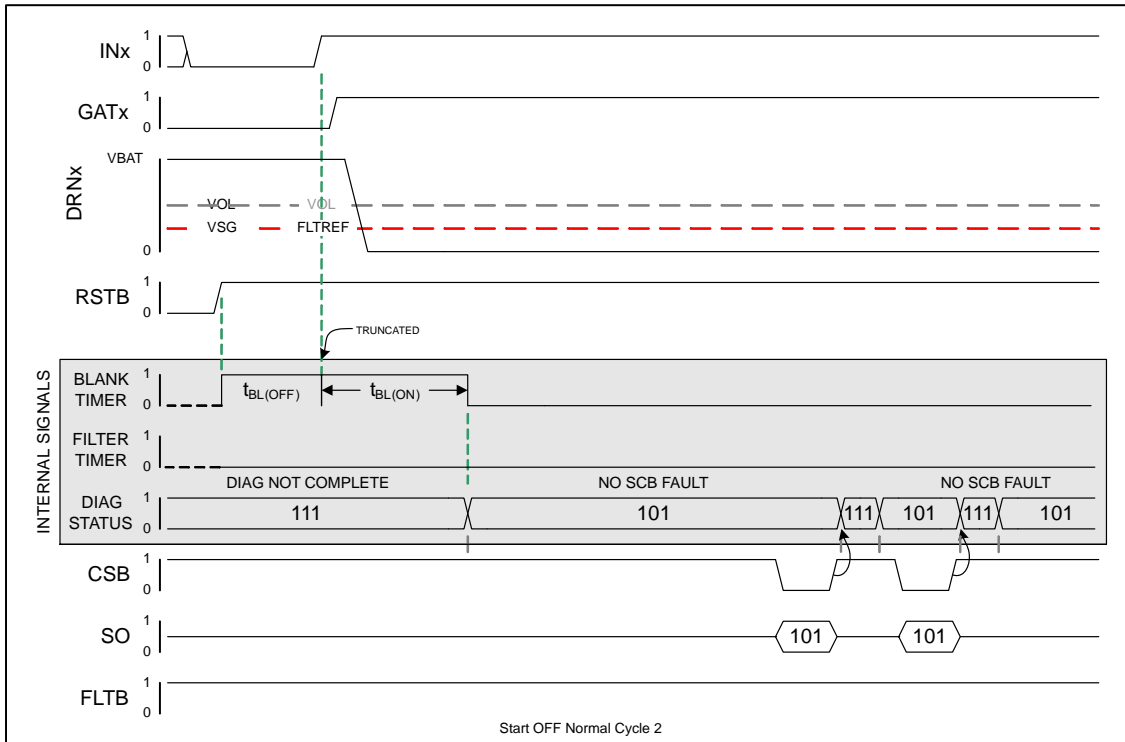 INx
1
0
GATx
1
0
DRNx
VBAT
0
VOL VOL
VSG FLTREF
RSTB
1
0
TRUNCATED
INTERNAL SIGNALS
BLANK TIMER
1
0
tBL(OFF) tBL(ON)
FILTER TIMER
1
0
DIAG NOT COMPLETE NO SCB FAULT NO SCB FAULT
DIAG STATUS
1
0
111 101 111 101 111 101
CSB
1
0
SO
1
0
101 101
FLTB
1
0
Start OFF Normal Cycle 2